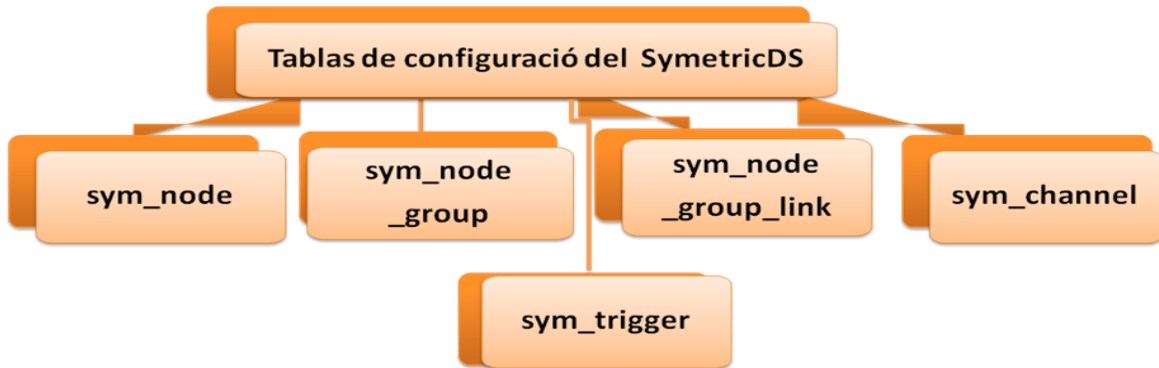 Tablas de configuració del SymetricDS
sym_node
sym_node
_group
sym_node
_group_link
sym_channel
sym_trigger